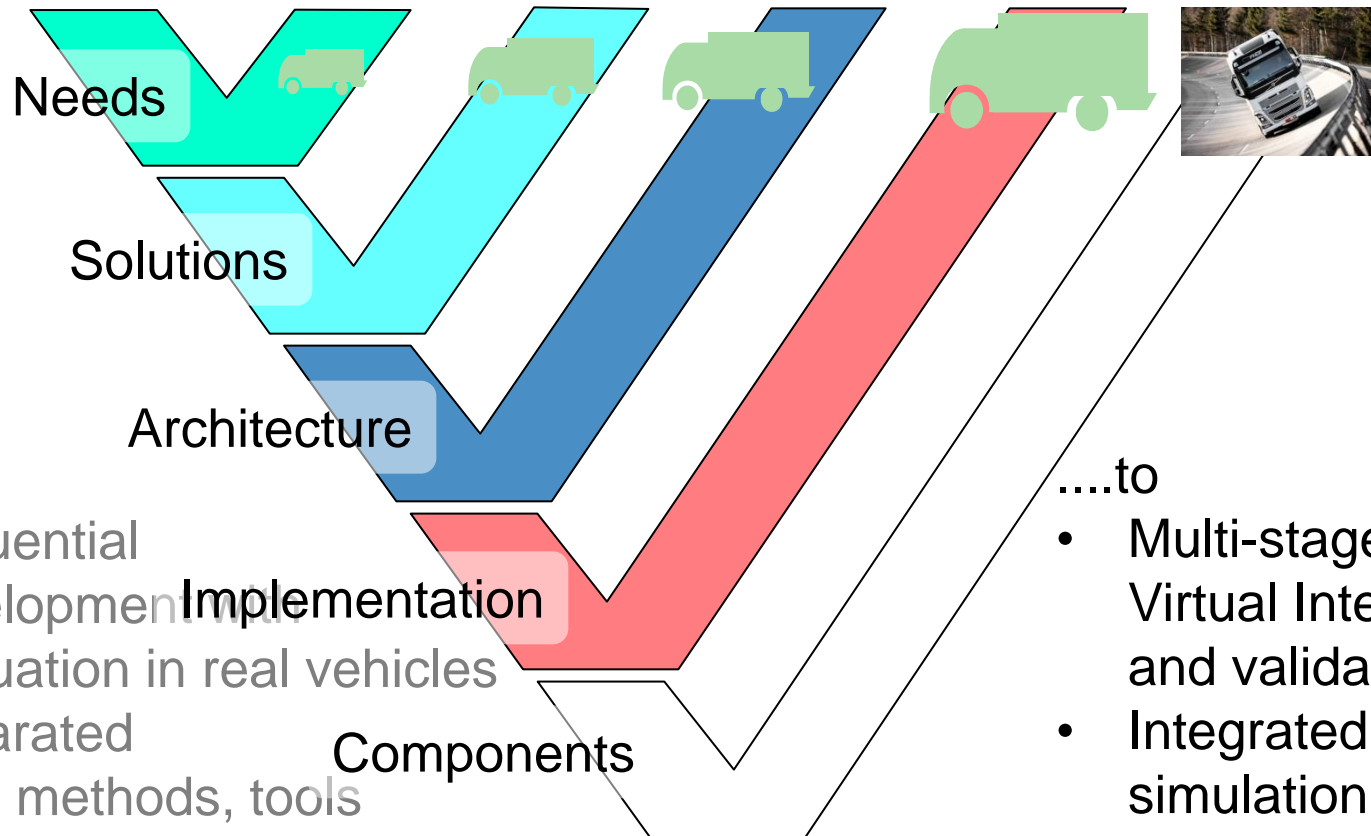 Needs
Solutions
Architecture
uential
elopment with
uation in real vehicles
arated
methods, tools
Implementation
Components
....to
• Multi-stage
Virtual Inte
and valida
• Integrated
simulation